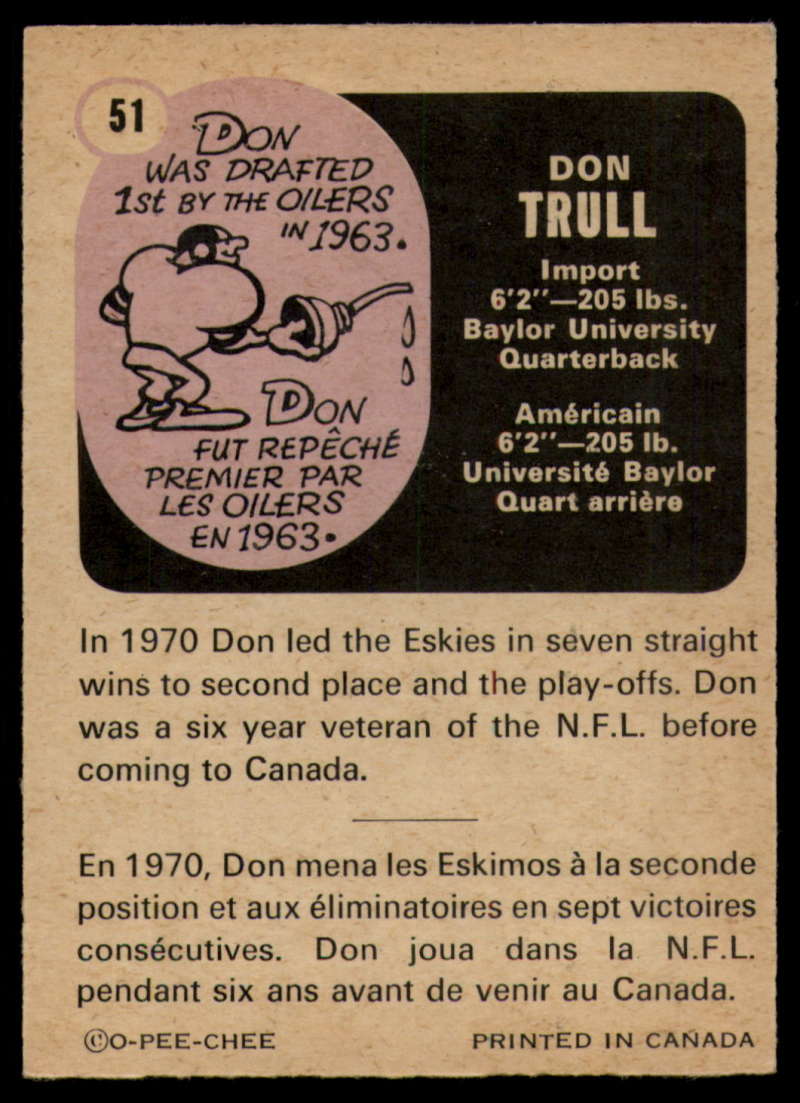 51
DON
WAS DRAFTED
1st BY THE OILERS
IN 1963.
DON
FUT REPÊCHÉ
PREMIER PAR
LES OILERS
EN 1963.
DON
TRULL
Import
6'2"—205 lbs.
Baylor University
Quarterback
Américain
6'2"—205 lb.
Université Baylor
Quart arrière
In 1970 Don led the Eskies in seven straight
wins to second place and the play-offs. Don
was a six year veteran of the N.F.L. before
coming to Canada.
En 1970, Don mena les Eskimos à la seconde
position et aux éliminatoires en sept victoires
consécutives. Don joua dans la N.F.L.
pendant six ans avant de venir au Canada.
©O-PEE-CHEE PRINTED IN CANADA